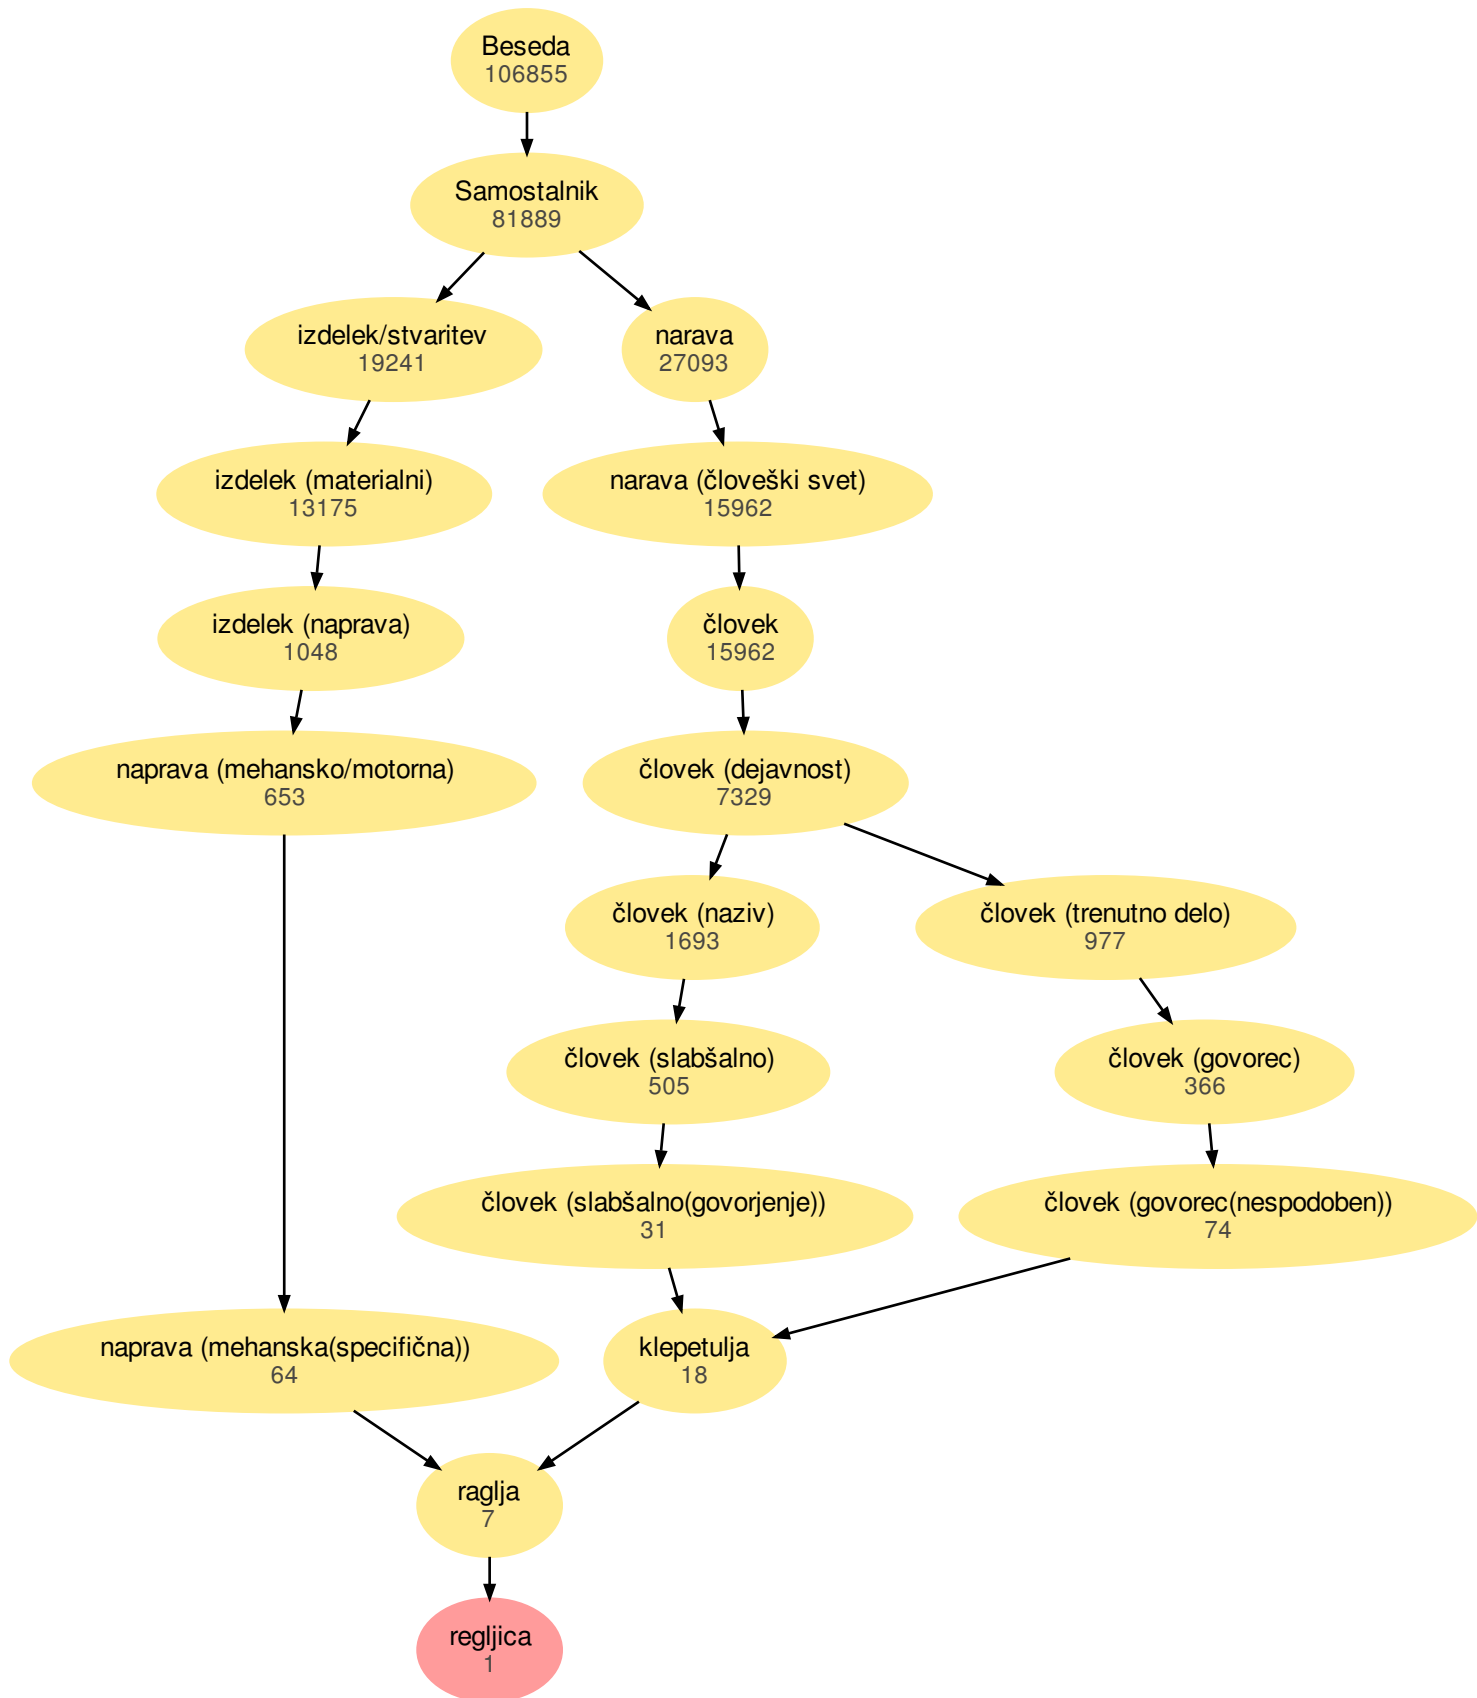 Beseda
106855
Samostalnik
81889
izdelek/stvaritev
19241
narava
27093
izdelek (materialni)
13175
narava (človeški svet)
15962
izdelek (naprava)
1048
človek
15962
naprava (mehansko/motorna)
653
človek (dejavnost)
7329
človek (naziv)
1693
človek (trenutno delo)
977
človek (slabšalno)
505
človek (govorec)
366
človek (slabšalno(govorjenje))
31
človek (govorec(nespodoben))
74
naprava (mehanska(specifična))
64
klepetulja
18
raglja
7
regljica
1